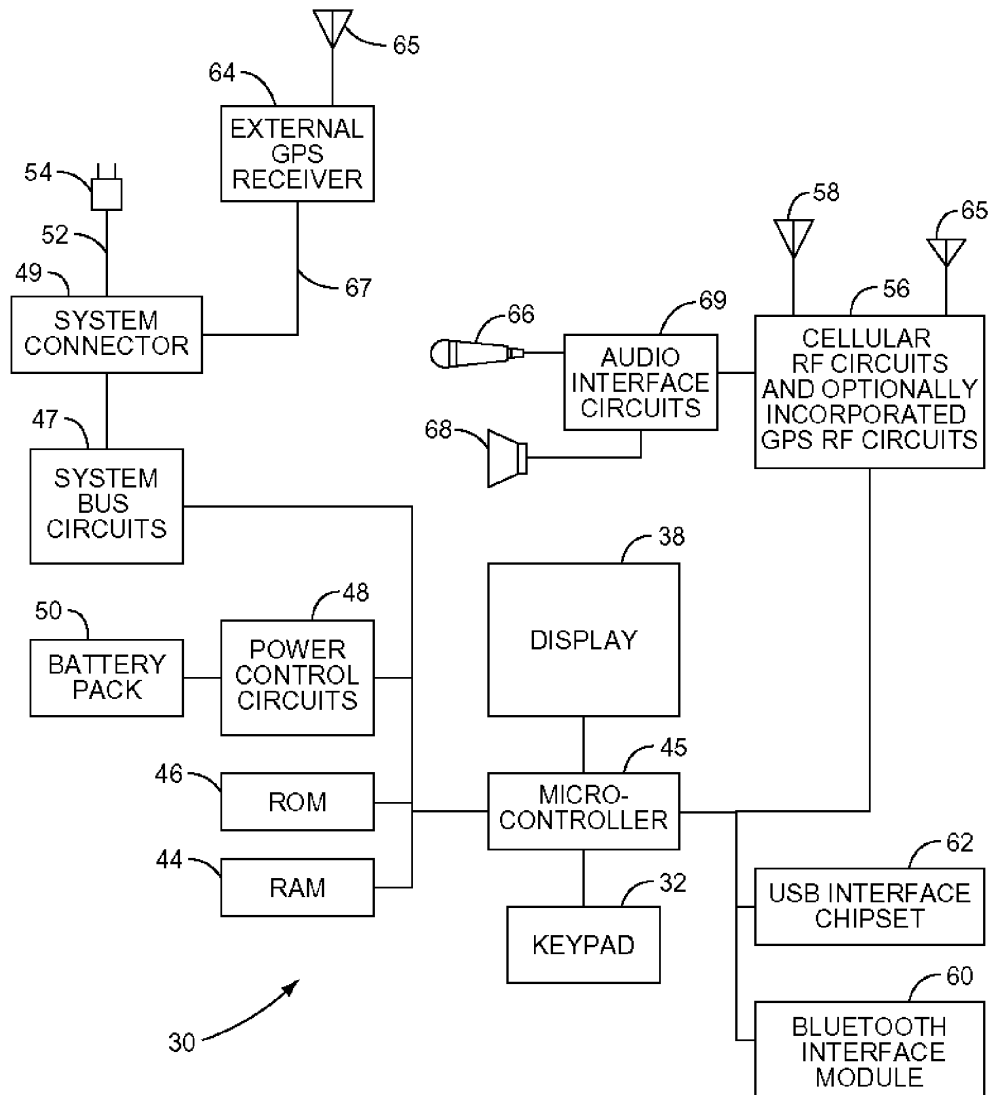 65
64
EXTERNAL
GPS
RECEIVER
54
52
67
49
SYSTEM
CONNECTOR
58
65
56
CELLULAR
RF CIRCUITS
AND OPTIONALLY
INCORPORATED
GPS RF CIRCUITS
66
69
AUDIO
INTERFACE
CIRCUITS
68
47
SYSTEM
BUS
CIRCUITS
38
DISPLAY
50
BATTERY
PACK
48
POWER
CONTROL
CIRCUITS
46
ROM
44
RAM
45
MICRO-
CONTROLLER
32
KEYPAD
62
USB INTERFACE
CHIPSET
60
BLUETOOTH
INTERFACE
MODULE
30